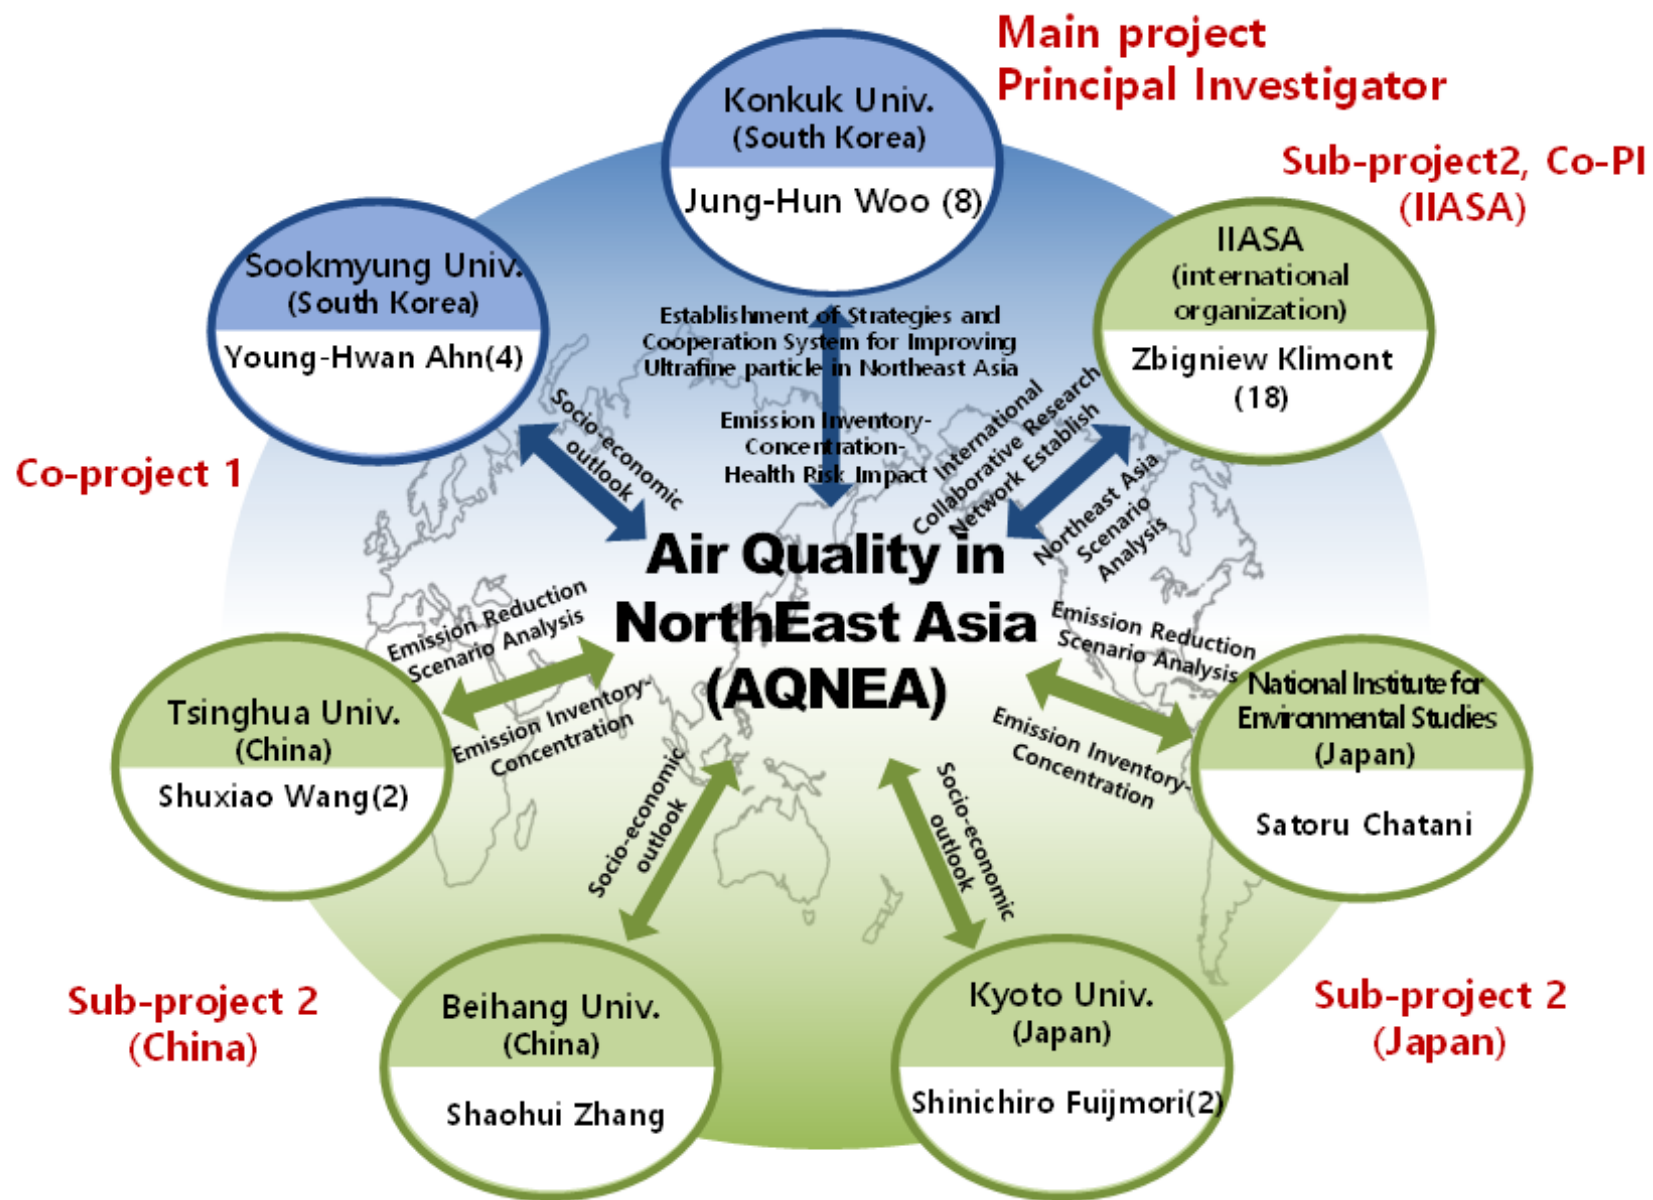 Main project
Principal Investigator
Konkuk Univ.
(South Korea)
Jung-Hun Woo (8)
Sub-project2, Co-PI
(IIASA)
IIASA
(international
organization)
Zbigniew Klimont
(18)
Sookmyung Univ.
(South Korea)
Young-Hwan Ahn(4)
Co-project 1
Establishment of Strategies and
Cooperation System for Improving
Ultrafine particle in Northeast Asia
Emission Inventory-
Concentration-
Health Risk Impact
Socio-economic
outlook
International
Collaborative Research
Network Establish
Northeast Asia
Scenario
Analysis
Air Quality in
NorthEast Asia
(AQNEA)
Emission Reduction
Scenario Analysis
Emission Inventory-
Concentration
Emission Reduction
Scenario Analysis
Emission Inventory-
Concentration
Tsinghua Univ.
(China)
Shuxiao Wang(2)
National Institute for
Environmental Studies
(Japan)
Satoru Chatani
Socio-economic
outlook
Socio-economic
outlook
Sub-project 2
(China)
Beihang Univ.
(China)
Shaohui Zhang
Kyoto Univ.
(Japan)
Shinichiro Fuijmori(2)
Sub-project 2
(Japan)